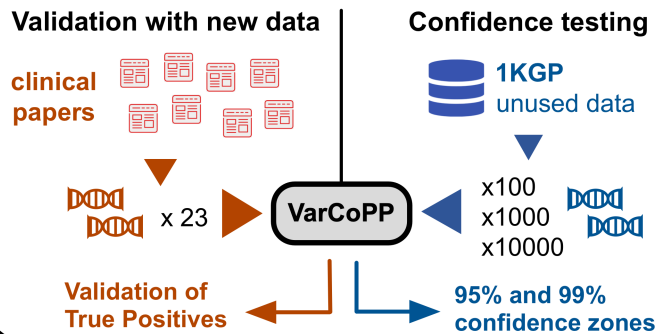 Validation with new data
clinical
papers
x 23
Confidence testing
1KGP
unused data
x100
x1000
x10000
VarCoPP
Validation of
True Positives
95% and 99%
confidence zones